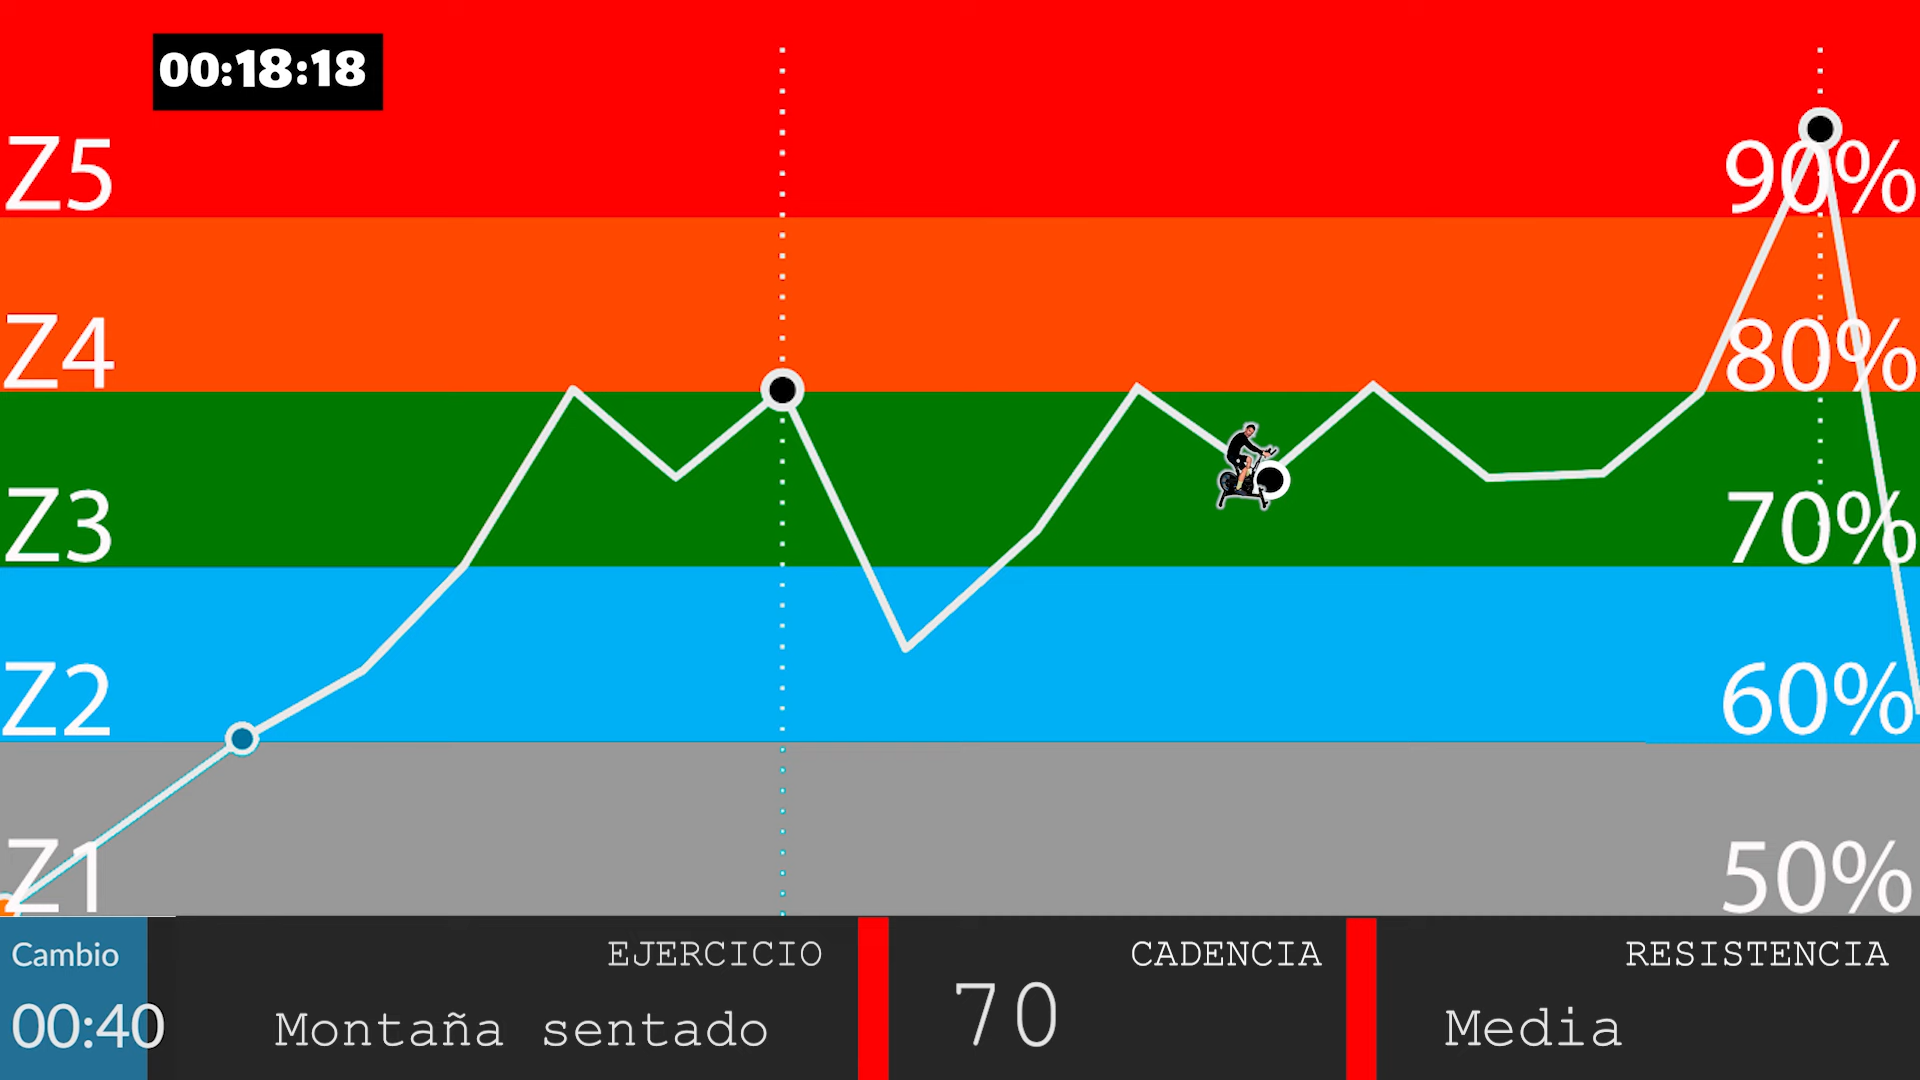 00:18:18
Z5 90%
Z4 80%
Z3 70%
Z2 60%
Z1 50%
Cambio EJERCICIO CADENCIA RESISTENCIA
00:40 Montaña sentado 70 Media